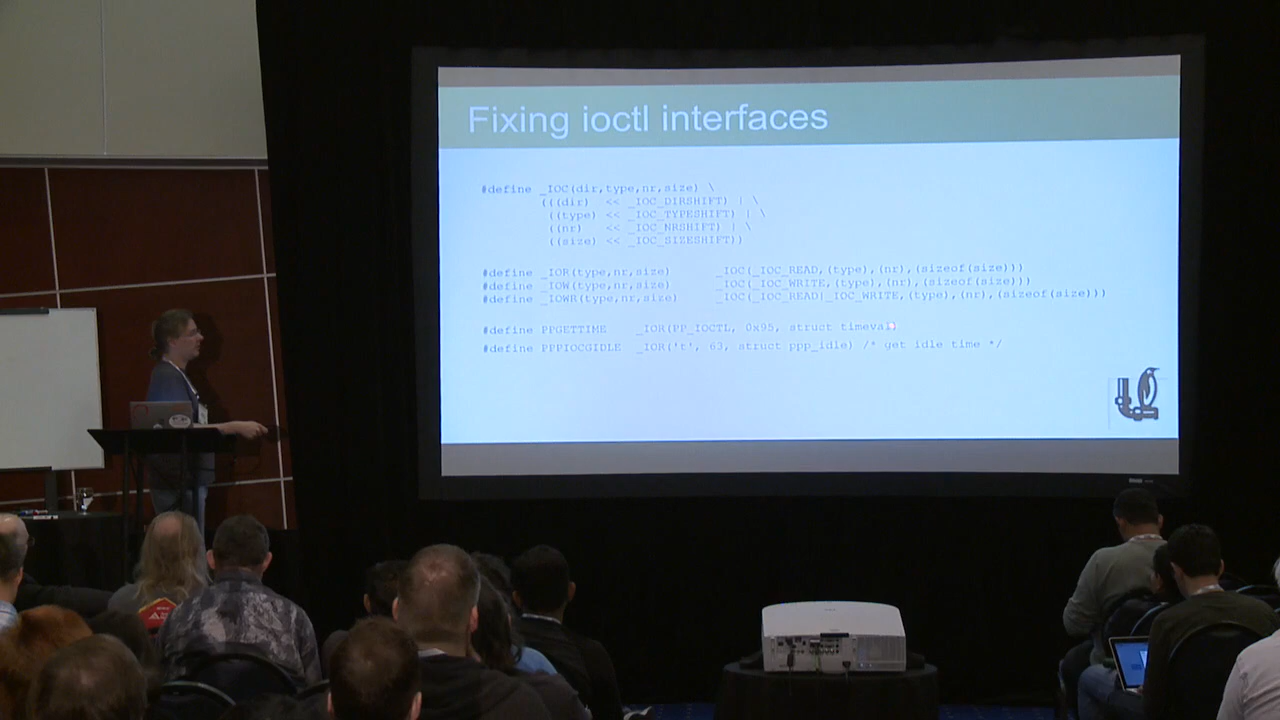 Fixing ioctl interfaces
#define _IOC(dir,type,nr,size) \
(((dir) << _IOC_DIRSHIFT) | \
((type) << _IOC_TYPESHIFT) | \
((nr) << _IOC_NRSHIFT) | \
((size) << _IOC_SIZESHIFT))
#define _IOR(type,nr,size) _IOC(_IOC_READ,(type),(nr),(sizeof(size)))
#define _IOW(type,nr,size) _IOC(_IOC_WRITE,(type),(nr),(sizeof(size)))
#define _IOWR(type,nr,size) _IOC(_IOC_READ|_IOC_WRITE,(type),(nr),(sizeof(size)))
#define PPGETTIME _IOR(PP_IOCTL, 0x95, struct timeval)
#define PPPIOCGIDLE _IOR('t', 63, struct ppp_idle) /* get idle time */